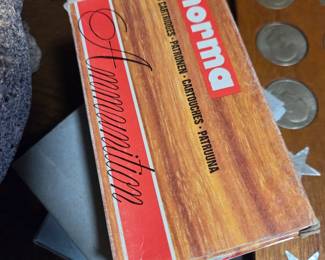 norma
CARTRIDGES · PATRONEN · CARTOUCHES · PATRUUNA
Ammunition